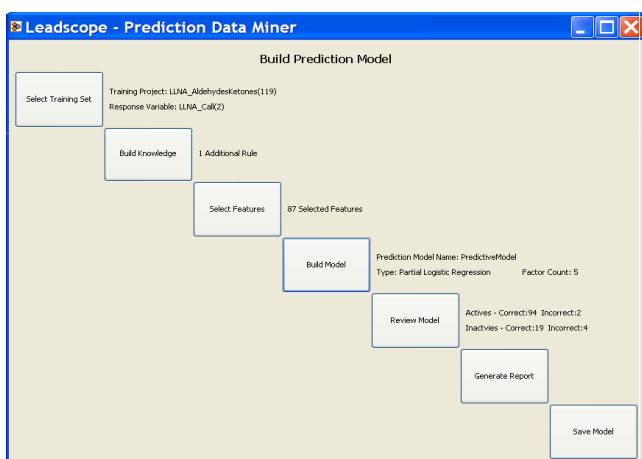 Leadscope - Prediction Data Miner
Build Prediction Model
Select Training Set
Training Project: LLNA_AldehydesKetones(119)
Response Variable: LLNA_Call(2)
Build Knowledge
1 Additional Rule
Select Features
87 Selected Features
Build Model
Prediction Model Name: PredictiveModel
Type: Partial Logistic Regression Factor Count: 5
Review Model
Actives - Correct:94 Incorrect:2
Inactvies - Correct:19 Incorrect:4
Generate Report
Save Model